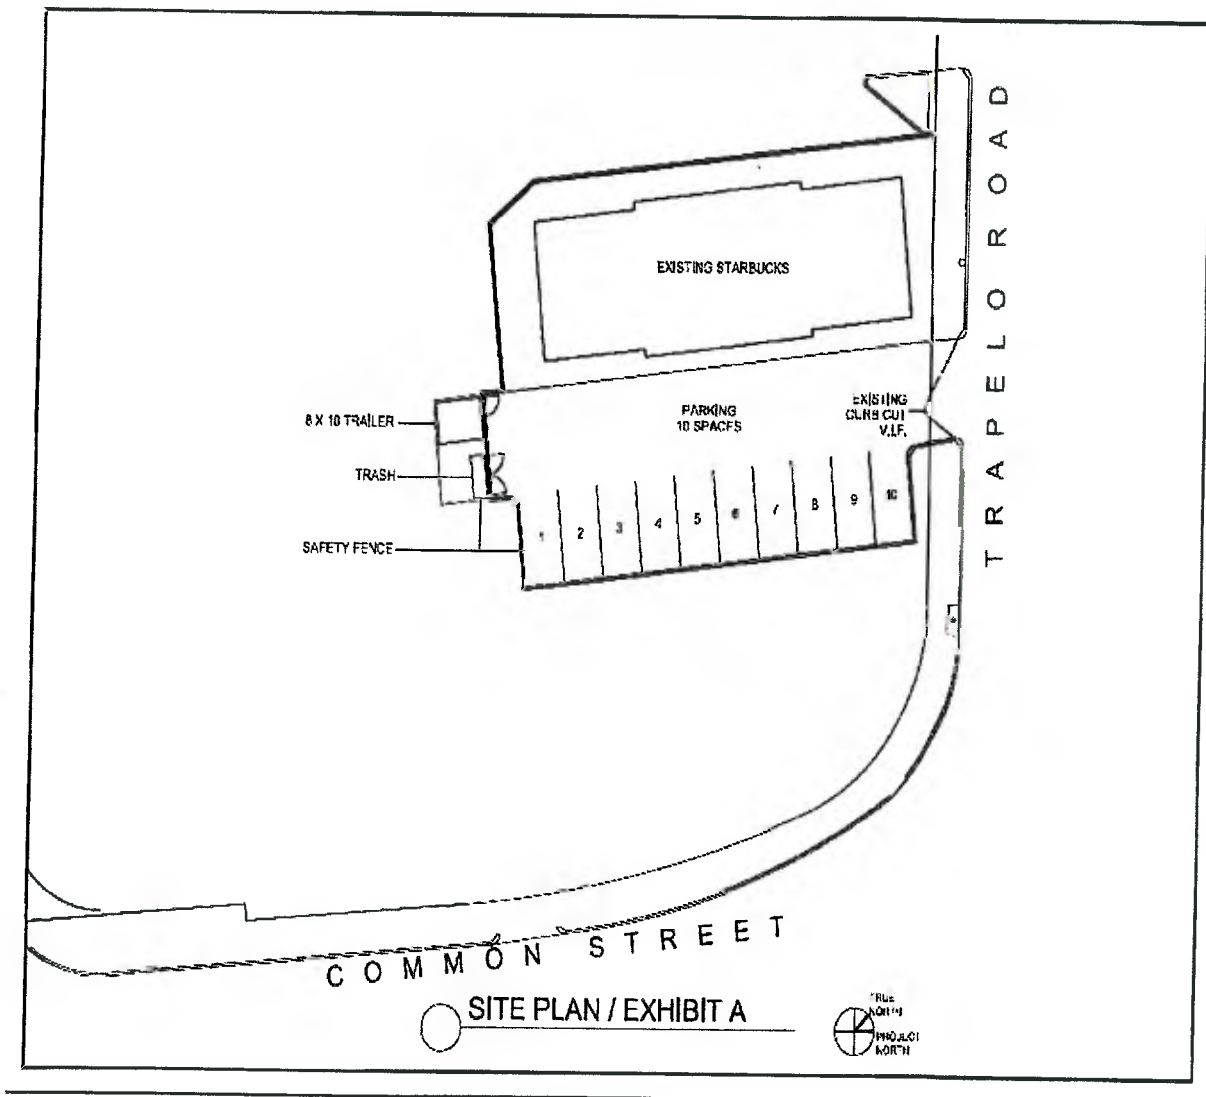 TRAPELO ROAD
EXISTING STARBUCKS
8 X 10 TRAILER
PARKING
10 SPACES
EXISTING
CURB CUT
V.I.F.
TRASH
SAFETY FENCE
1
2
3
4
5
6
7
8
9
10
COMMON STREET
SITE PLAN / EXHIBIT A
TRUE
NORTH
PROJECT
NORTH